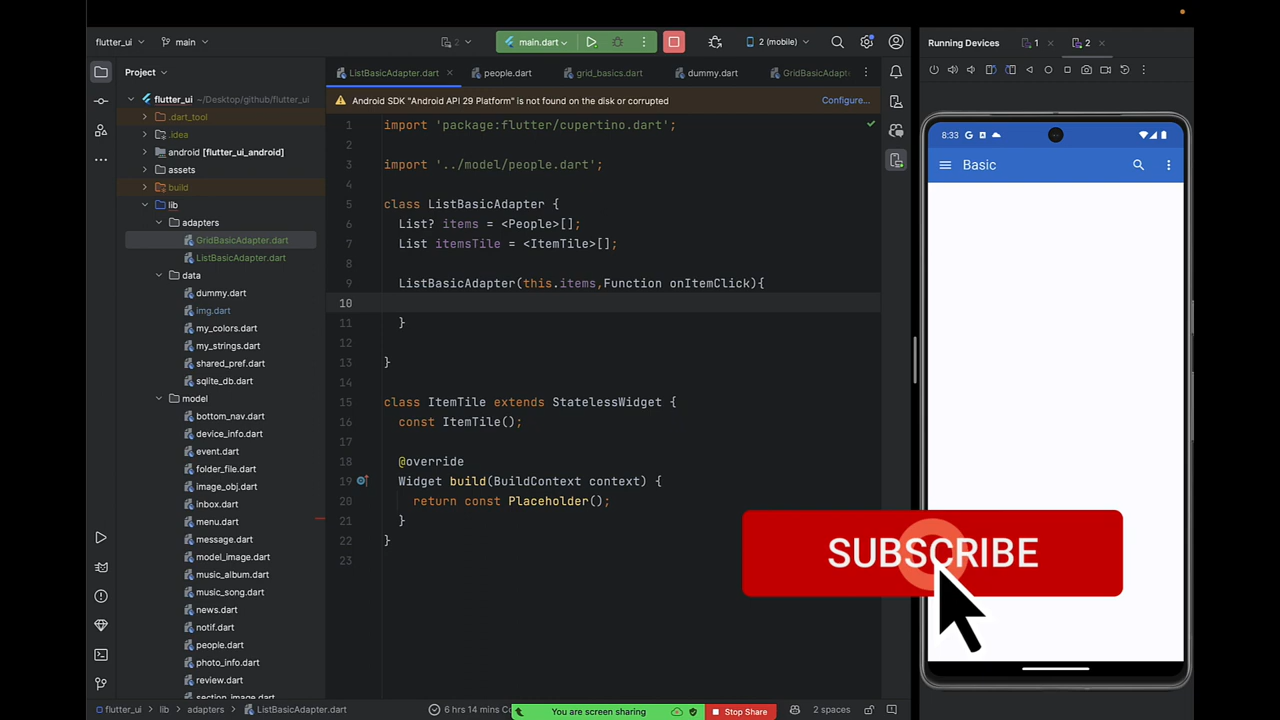 flutter_ui
main
2
main.dart
2 (mobile)
Running Devices
1
2
Project
ListBasicAdapter.dart
people.dart
grid_basics.dart
dummy.dart
GridBasicAdapt
flutter_ui ~/Desktop/github/flutter_ui
.dart_tool
.idea
android [flutter_ui_android]
assets
build
lib
adapters
GridBasicAdapter.dart
ListBasicAdapter.dart
data
dummy.dart
img.dart
my_colors.dart
my_strings.dart
shared_pref.dart
sqlite_db.dart
model
bottom_nav.dart
device_info.dart
event.dart
folder_file.dart
image_obj.dart
inbox.dart
menu.dart
message.dart
model_image.dart
music_album.dart
music_song.dart
news.dart
notif.dart
people.dart
photo_info.dart
review.dart
section_image.dart
Android SDK "Android API 29 Platform" is not found on the disk or corrupted
Configure...
1 import 'package:flutter/cupertino.dart';
2
3 import '../model/people.dart';
4
5 class ListBasicAdapter {
6 List? items = <People>[];
7 List itemsTile = <ItemTile>[];
8
9 ListBasicAdapter(this.items,Function onItemClick){
10
11 }
12
13 }
14
15 class ItemTile extends StatelessWidget {
16 const ItemTile();
17
18 @override
19 Widget build(BuildContext context) {
20 return const Placeholder();
21 }
22 }
23
8:33 G A
Basic
SUBSCRIBE
flutter_ui > lib > adapters > ListBasicAdapter.dart
6 hrs 14 mins Co
You are screen sharing
Stop Share
2 spaces